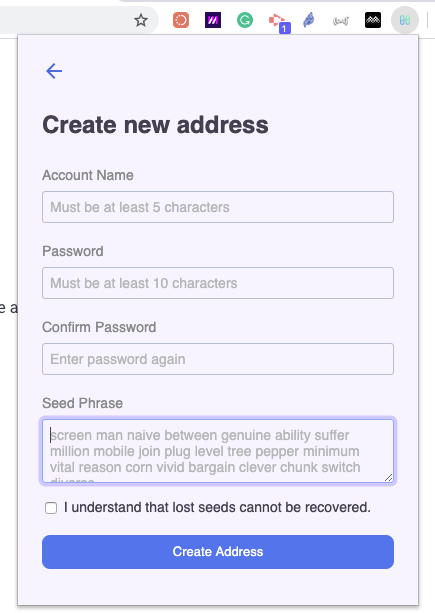 1
Create new address
Account Name
Must be at least 5 characters
Password
Must be at least 10 characters
e a
Confirm Password
Enter password again
Seed Phrase
screen man naive between genuine ability suffer
million mobile join plug level tree pepper minimum
vital reason corn vivid bargain clever chunk switch
I understand that lost seeds cannot be recovered.
Create Address